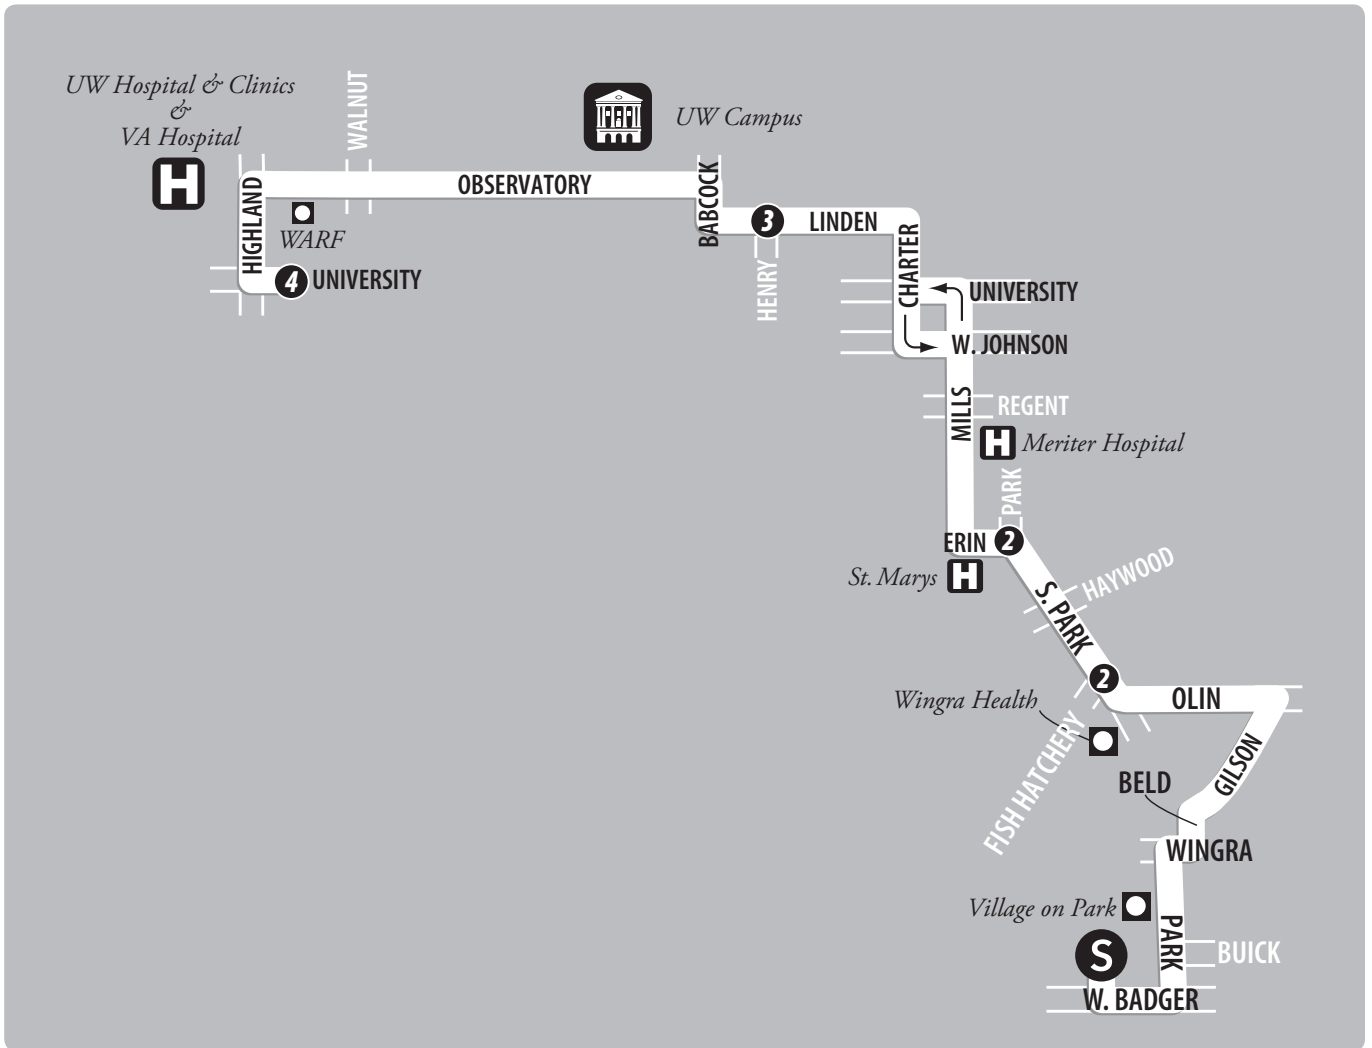 UW Hospital & Clinics
&
VA Hospital
H
WALNUT
UW Campus
OBSERVATORY
BABCOCK
HIGHLAND
WARF
4 UNIVERSITY
3
LINDEN
HENRY
CHARTER
UNIVERSITY
W. JOHNSON
MILLS
REGENT
H
Meriter Hospital
PARK
ERIN
2
St. Marys
H
HAYWOOD
S. PARK
2
OLIN
Wingra Health
FISH HATCHERY
GILSON
BELD
WINGRA
Village on Park
PARK
S
BUICK
W. BADGER